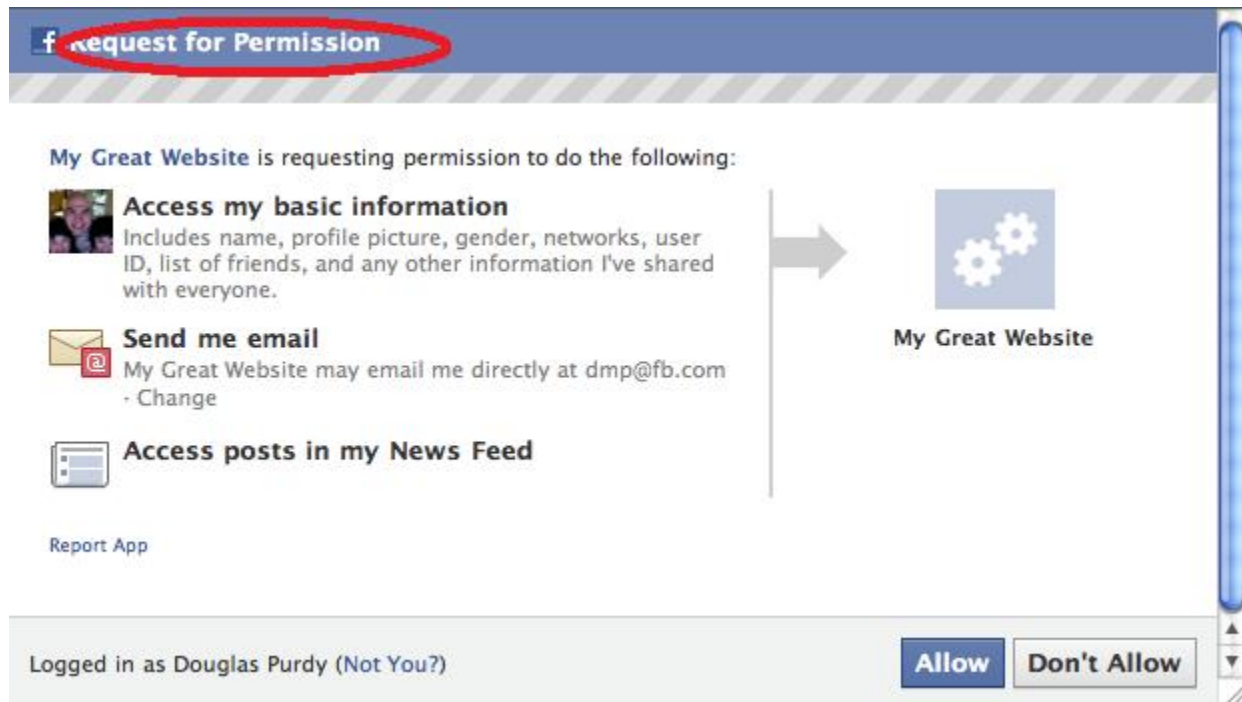 f Request for Permission
My Great Website is requesting permission to do the following:
Access my basic information
Includes name, profile picture, gender, networks, user
ID, list of friends, and any other information I've shared
with everyone.
Send me email
@
My Great Website may email me directly at dmp@fb.com
· Change
Access posts in my News Feed
My Great Website
Report App
Logged in as Douglas Purdy (Not You?)
Allow
Don't Allow